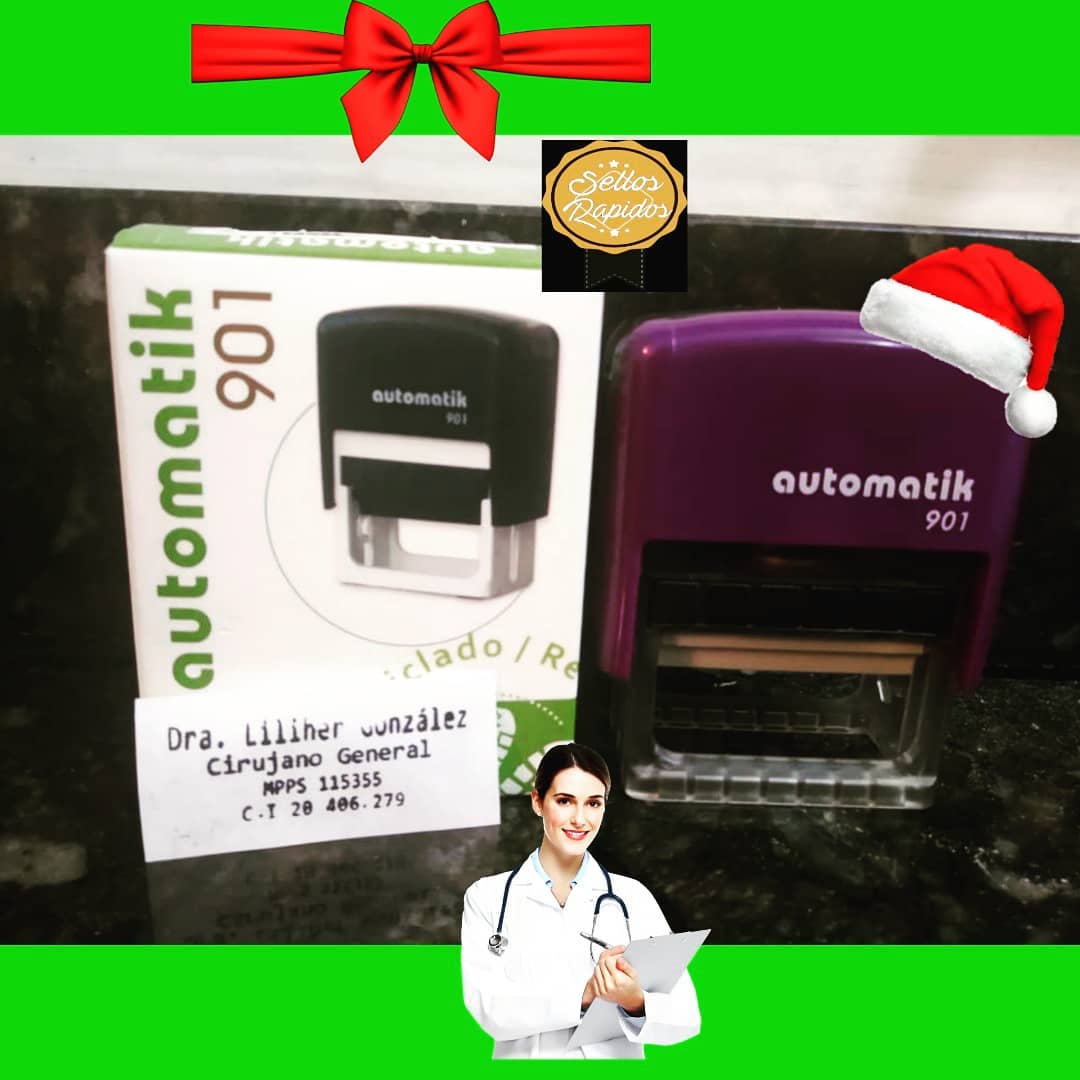 Sellos
Rapidos
automatik
automatik
901
automatik
901
automatik
901
clado / Re
Dra. Liliher González
Cirujano General
MPPS 115355
C.I 20 406.279